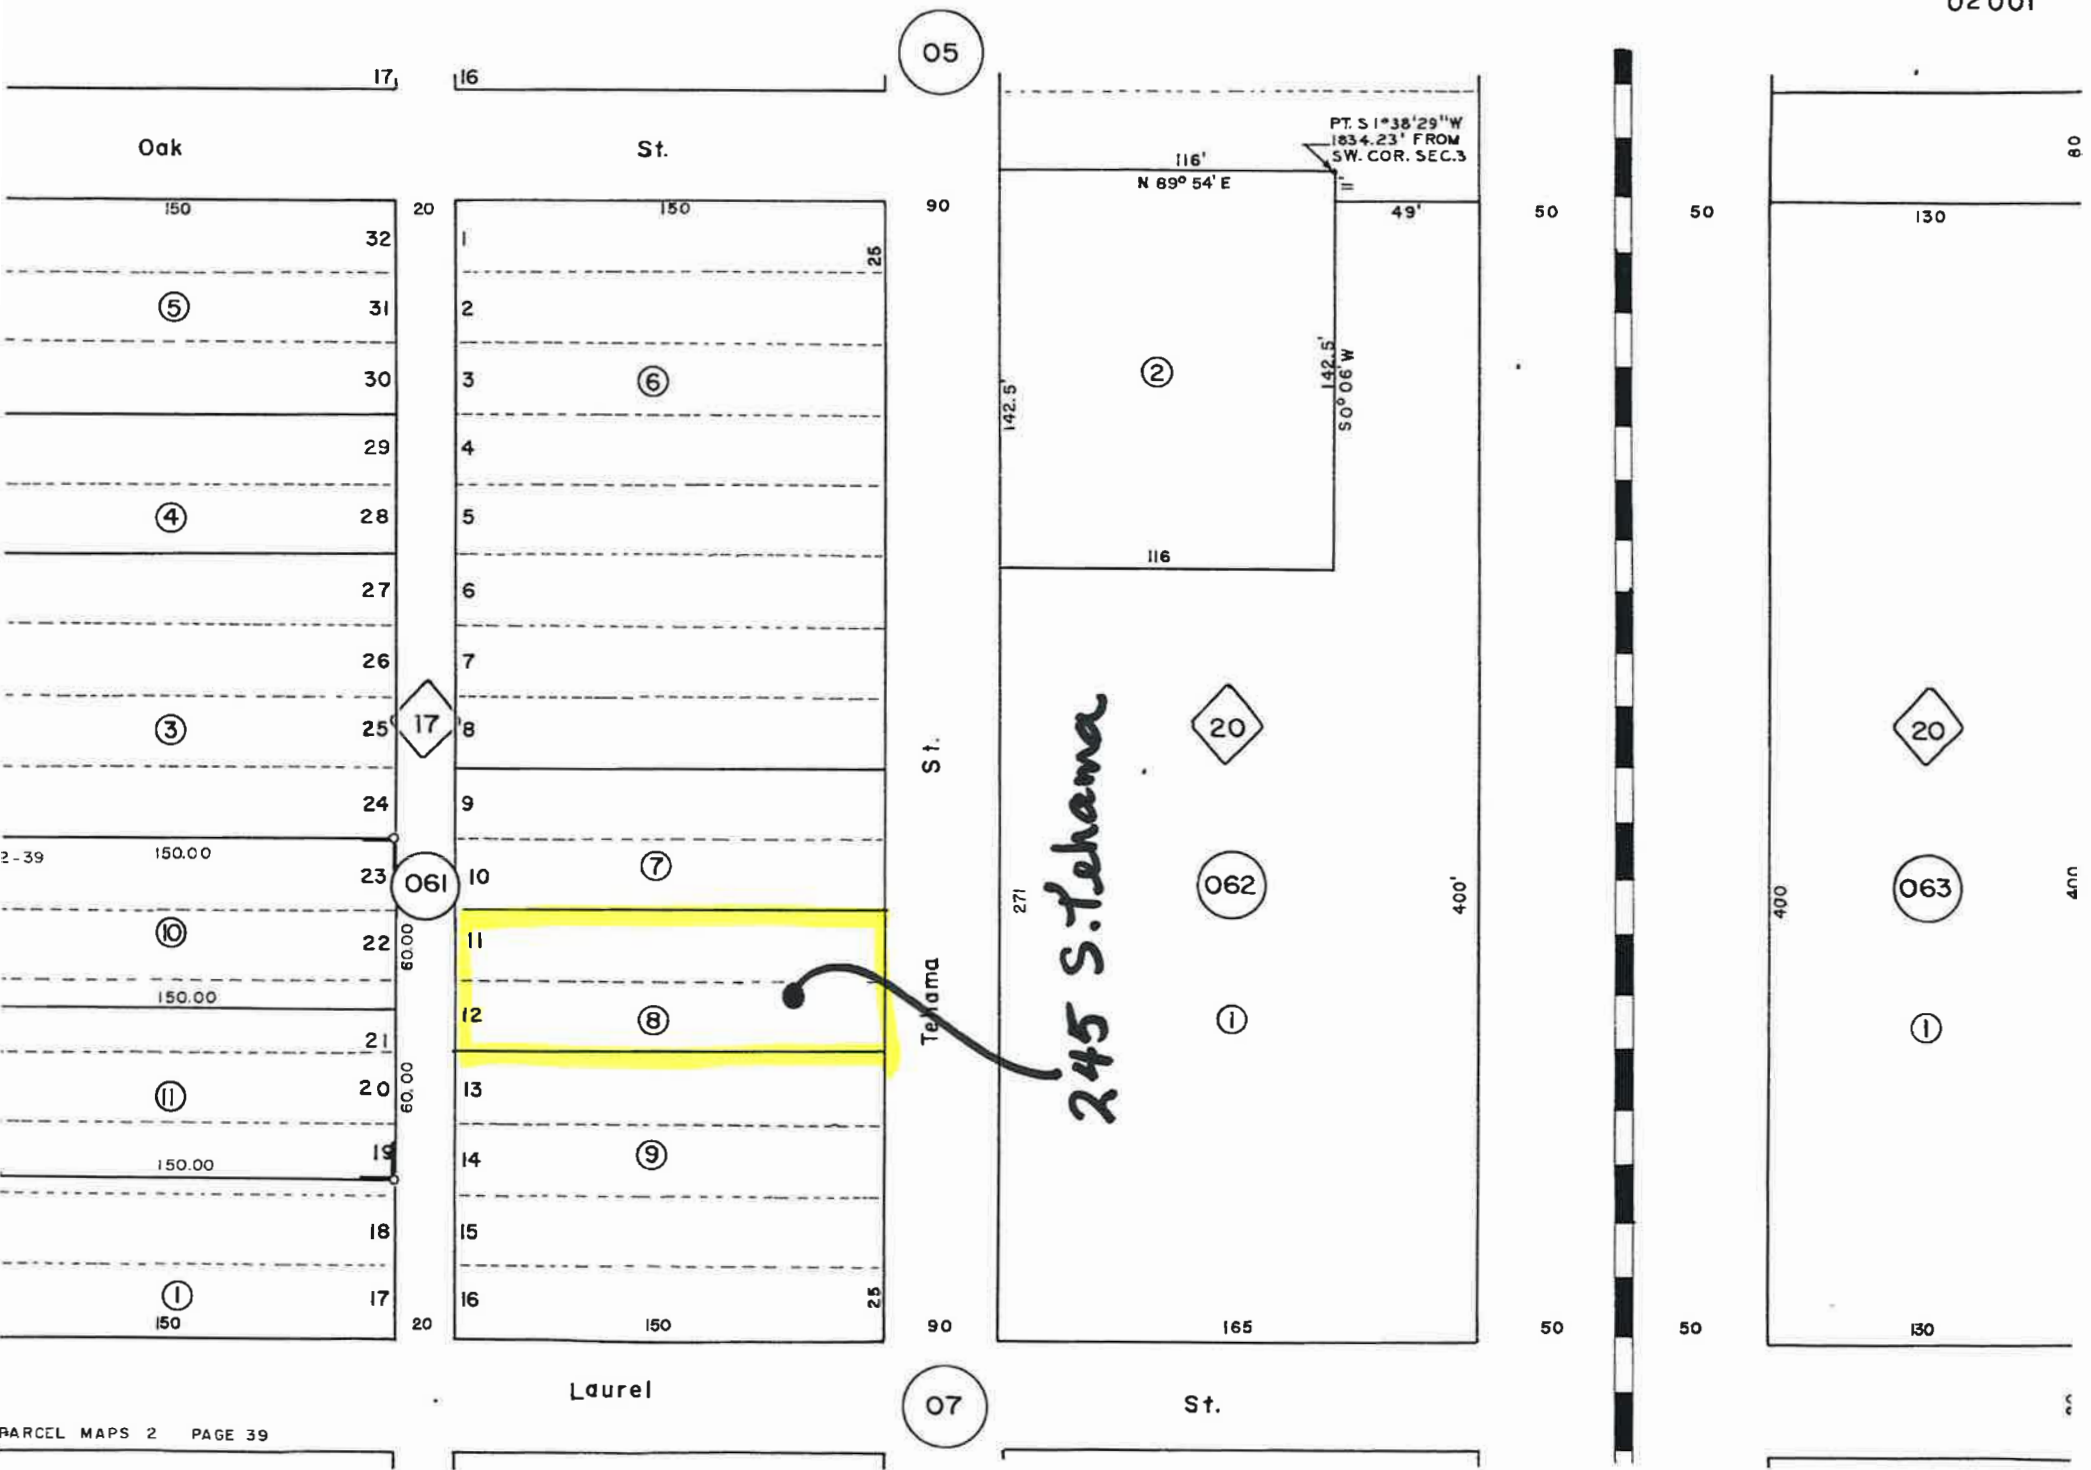 02001
05
17 16
Oak St.
PT. S 1°38'29"W
1834.23' FROM
SW. COR. SEC.3
80
116'
N 89° 54' E
150 20 150 90 49' 50 50 130
32 1 25
5 31 2
30 3 6 2
142.5' 142.5'
S 0° 06' W
29 4
4 28 5
116
27 6
26 7
3 25 17 8 St. 20 20
24 9
2-39 150.00
23 061 10 7 062 063
271 400' 400 400
10 22 60.00 11
Tehama
245 S. Tehama
150.00
12 8 1 1
21
11 20 60.00 13
150.00 19 14 9
18 15
1 17 16 25
150 20 150 90 165 50 50 130
Laurel St.
07
PARCEL MAPS 2 PAGE 39